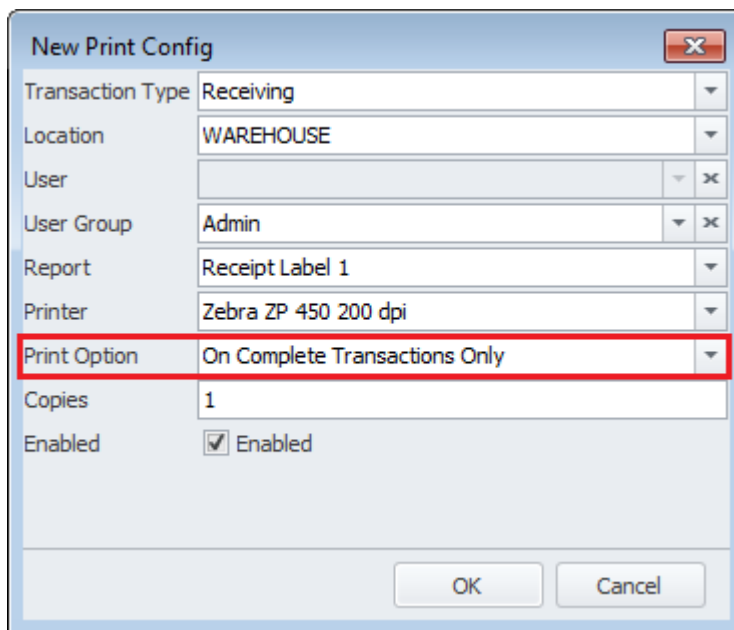 New Print Config
Transaction Type Receiving
Location WAREHOUSE
User
User Group Admin
Report Receipt Label 1
Printer Zebra ZP 450 200 dpi
Print Option On Complete Transactions Only
Copies 1
Enabled Enabled
OK Cancel